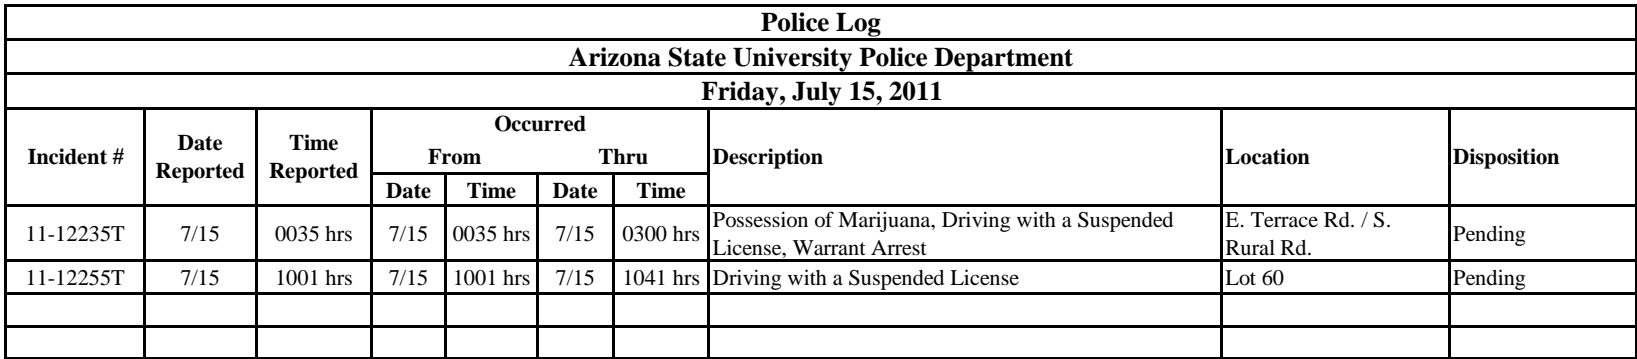 Police Log
Arizona State University Police Department
Friday, July 15, 2011
Incident # Date Reported Time Reported Occurred Description Location Disposition
From Thru
Date Time Date Time
11-12235T 7/15 0035 hrs 7/15 0035 hrs 7/15 0300 hrs Possession of Marijuana, Driving with a Suspended License, Warrant Arrest E. Terrace Rd. / S. Rural Rd. Pending
11-12255T 7/15 1001 hrs 7/15 1001 hrs 7/15 1041 hrs Driving with a Suspended License Lot 60 Pending